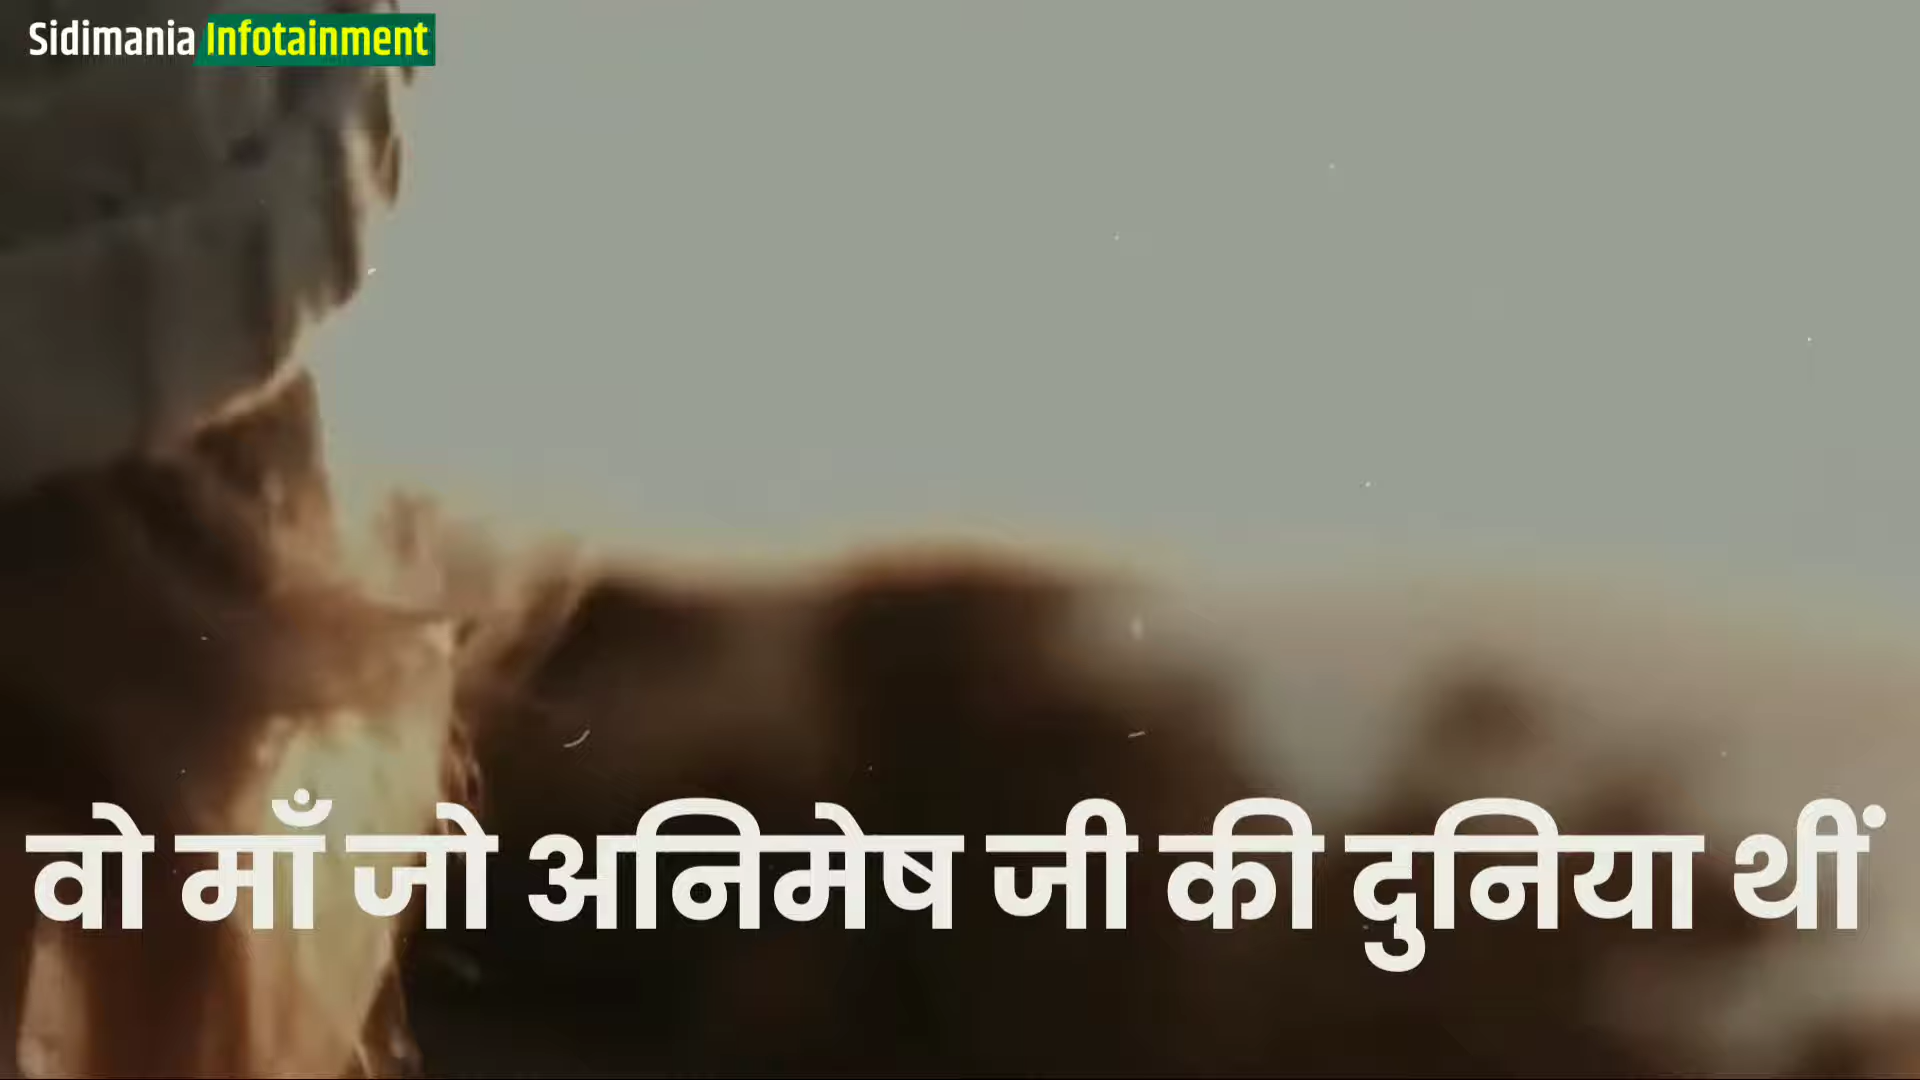 Sidimania Infotainment
वो माँ जो अनिमेष जी की दुनिया थीं